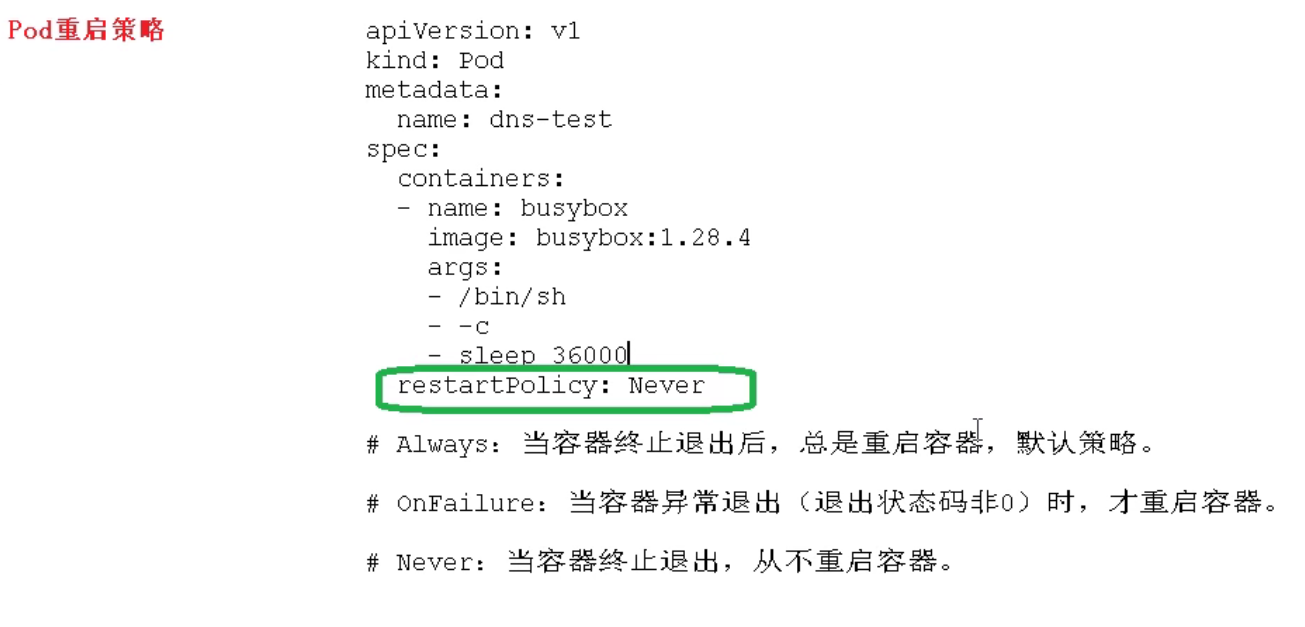 Pod重启策略
apiVersion: v1
kind: Pod
metadata:
  name: dns-test
spec:
  containers:
  - name: busybox
    image: busybox:1.28.4
    args:
    - /bin/sh
    - -c
    - sleep 36000
  restartPolicy: Never
# Always: 当容器终止退出后，总是重启容器，默认策略。
# OnFailure: 当容器异常退出（退出状态码非0）时，才重启容器。
# Never: 当容器终止退出，从不重启容器。